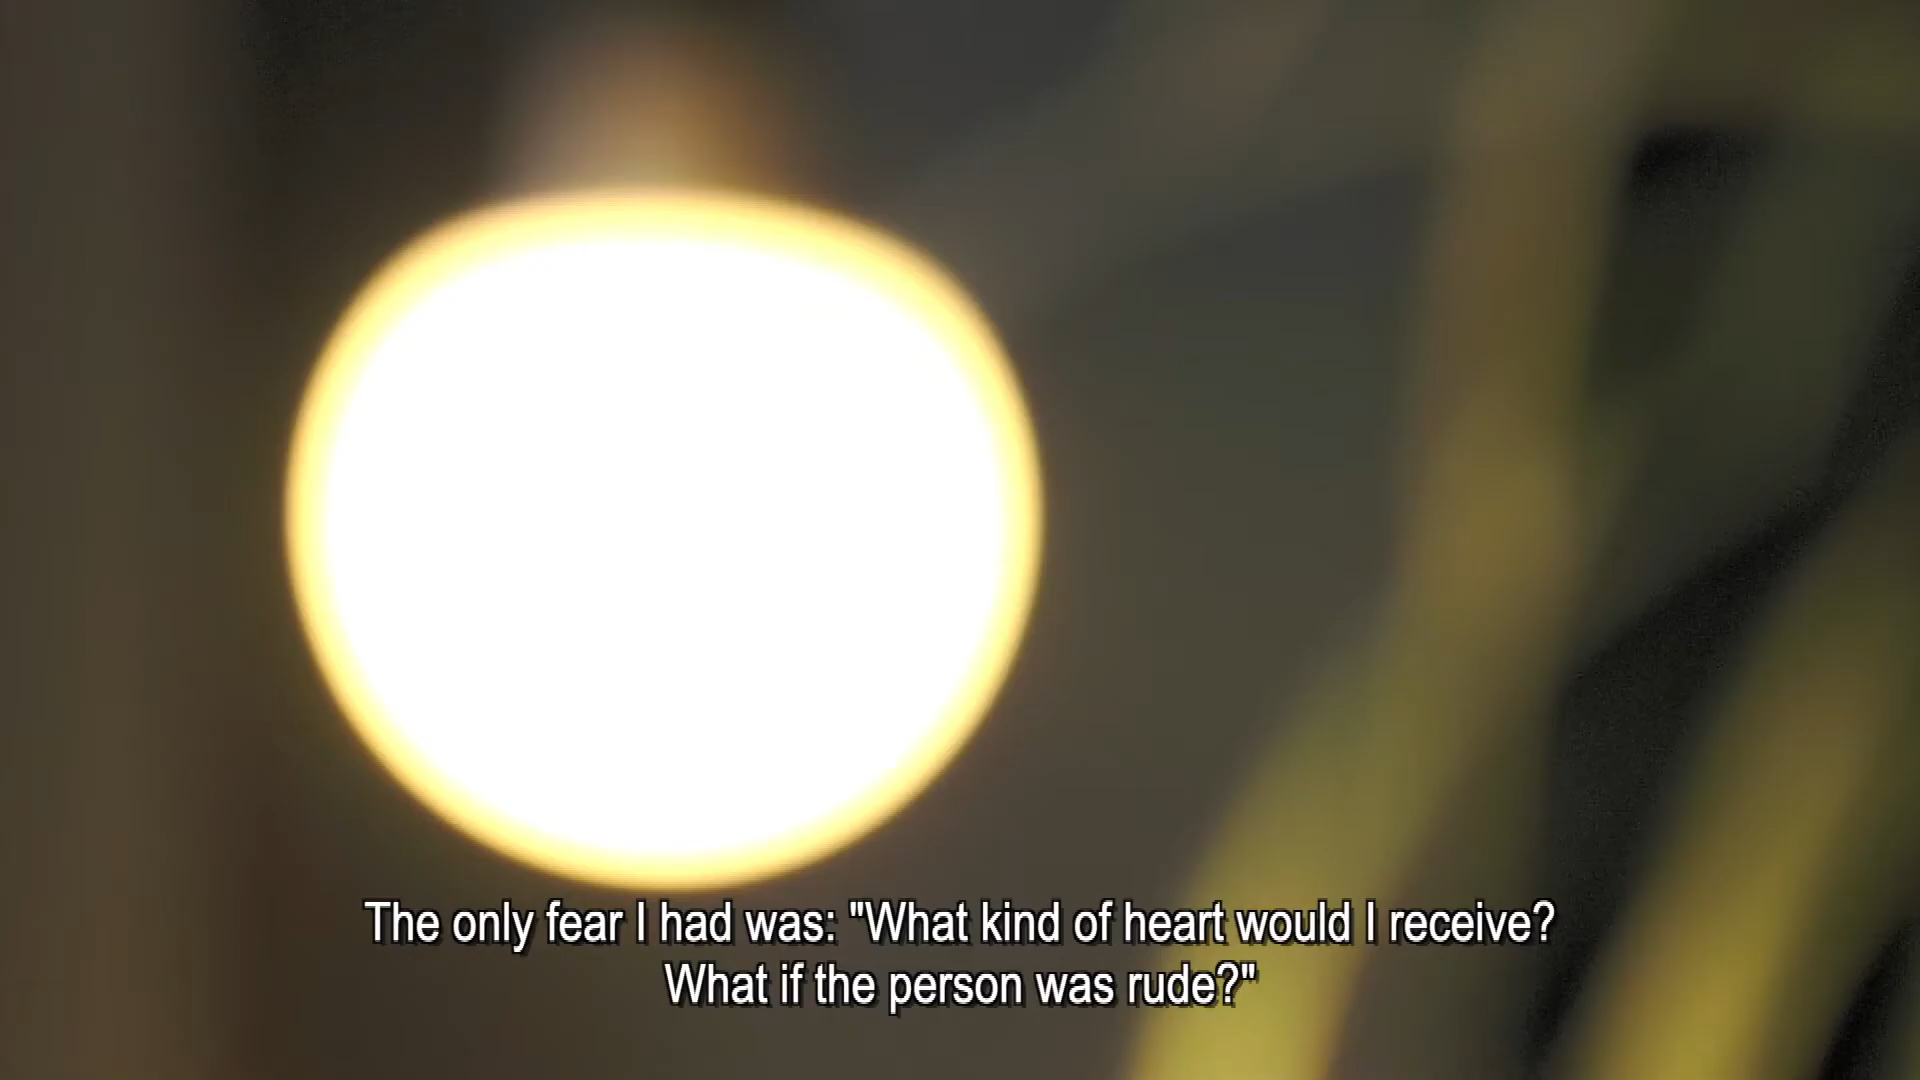 The only fear I had was: "What kind of heart would I receive?
What if the person was rude?"